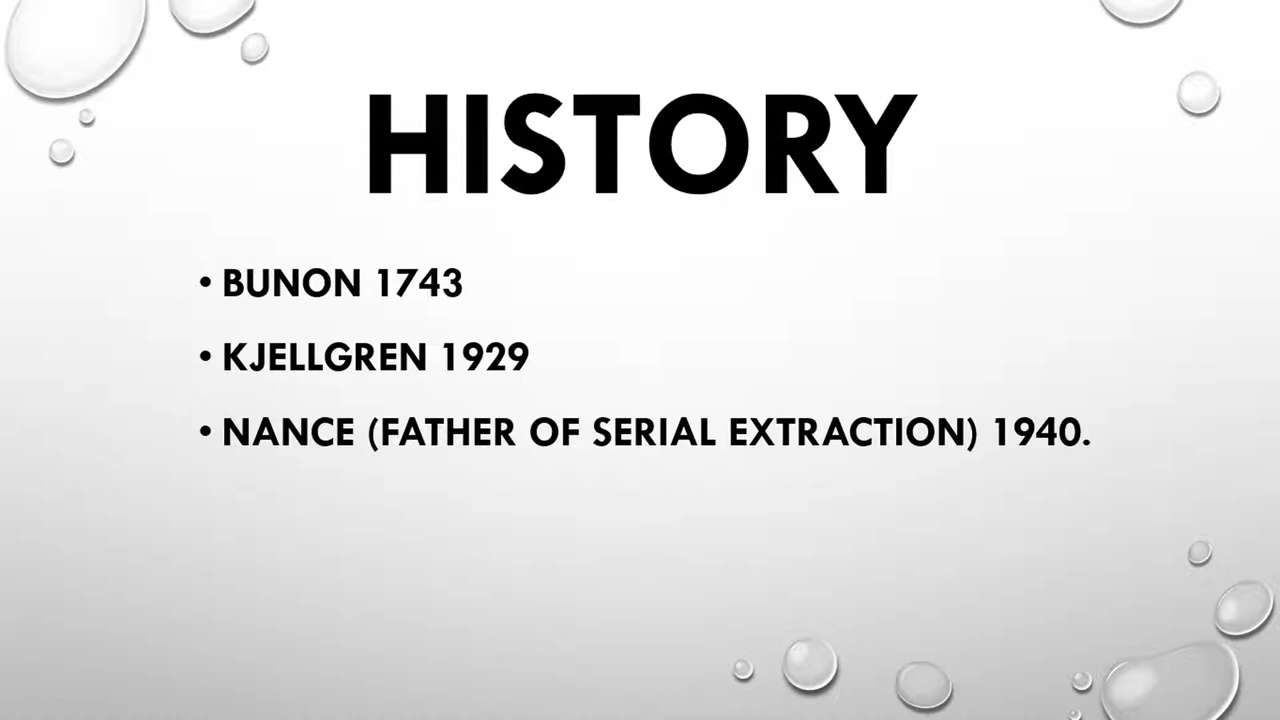 HISTORY
• BUNON 1743
• KJELLGREN 1929
• NANCE (FATHER OF SERIAL EXTRACTION) 1940.